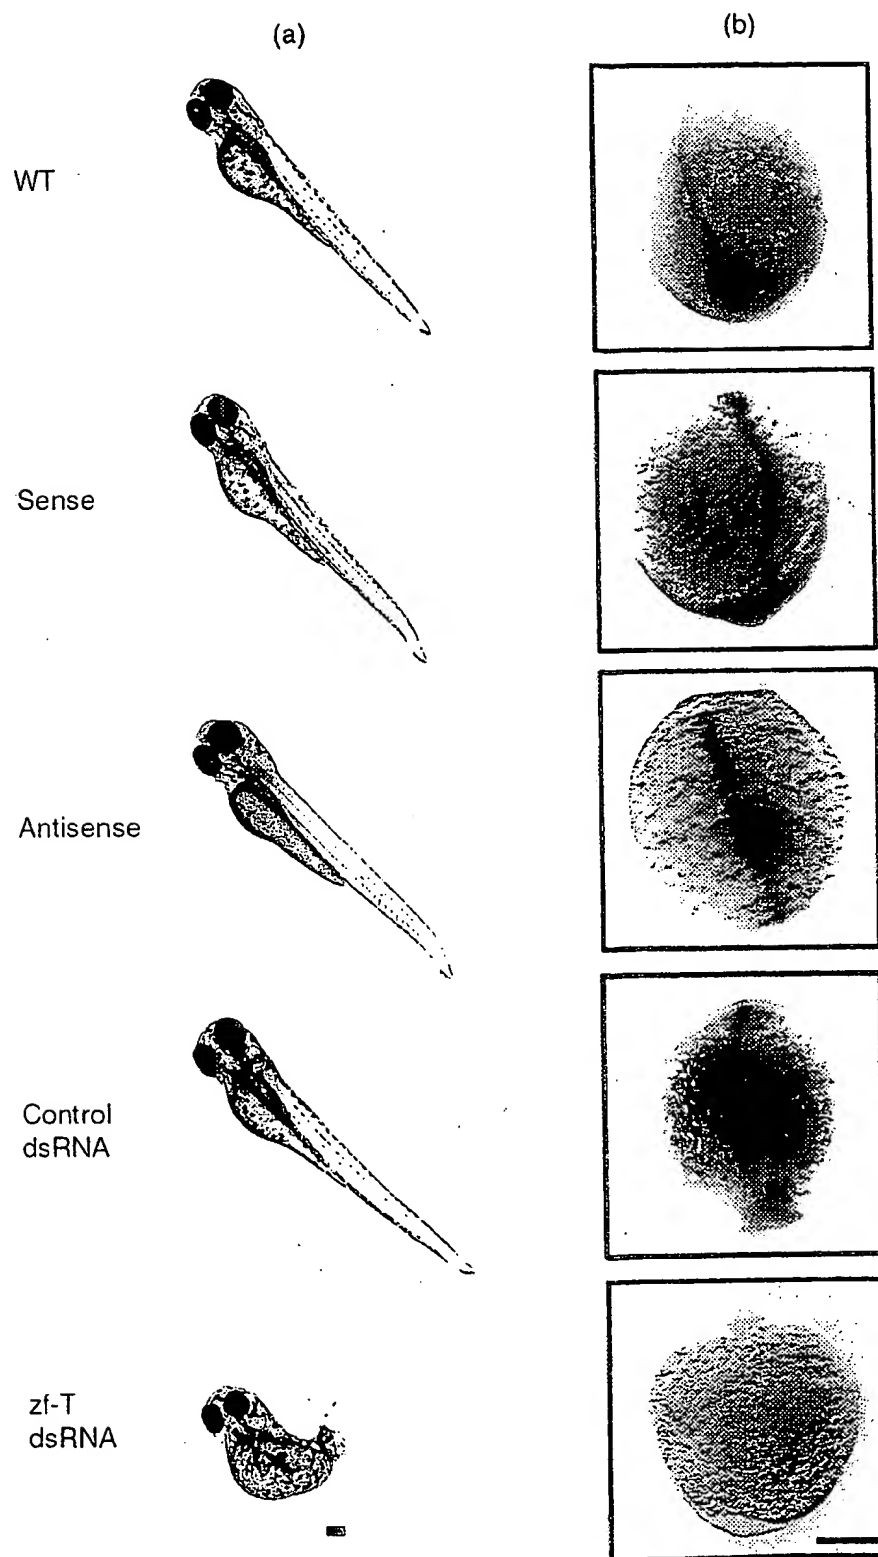 (a)
(b)
WT
Sense
Antisense
Control
dsRNA
zf-T
dsRNA